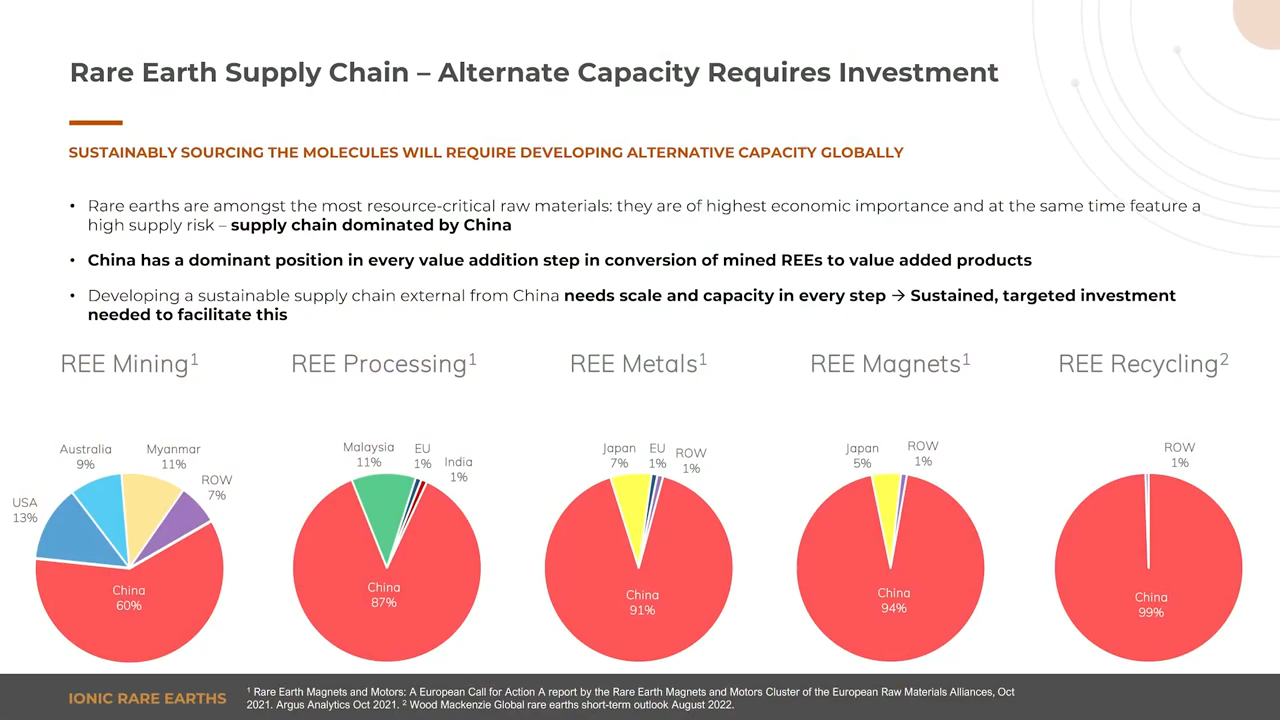 Rare Earth Supply Chain – Alternate Capacity Requires Investment
SUSTAINABLY SOURCING THE MOLECULES WILL REQUIRE DEVELOPING ALTERNATIVE CAPACITY GLOBALLY
• Rare earths are amongst the most resource-critical raw materials: they are of highest economic importance and at the same time feature a
high supply risk – supply chain dominated by China
• China has a dominant position in every value addition step in conversion of mined REEs to value added products
• Developing a sustainable supply chain external from China needs scale and capacity in every step → Sustained, targeted investment
needed to facilitate this
REE Mining¹
Australia
9%
Myanmar
11%
ROW
7%
USA
13%
China
60%
REE Processing¹
Malaysia
11%
EU
1%
India
1%
China
87%
REE Metals¹
Japan
7%
EU
1%
ROW
1%
China
91%
REE Magnets¹
Japan
5%
ROW
1%
China
94%
REE Recycling²
ROW
1%
China
99%
IONIC RARE EARTHS
¹ Rare Earth Magnets and Motors: A European Call for Action A report by the Rare Earth Magnets and Motors Cluster of the European Raw Materials Alliances, Oct
2021. Argus Analytics Oct 2021. ² Wood Mackenzie Global rare earths short-term outlook August 2022.